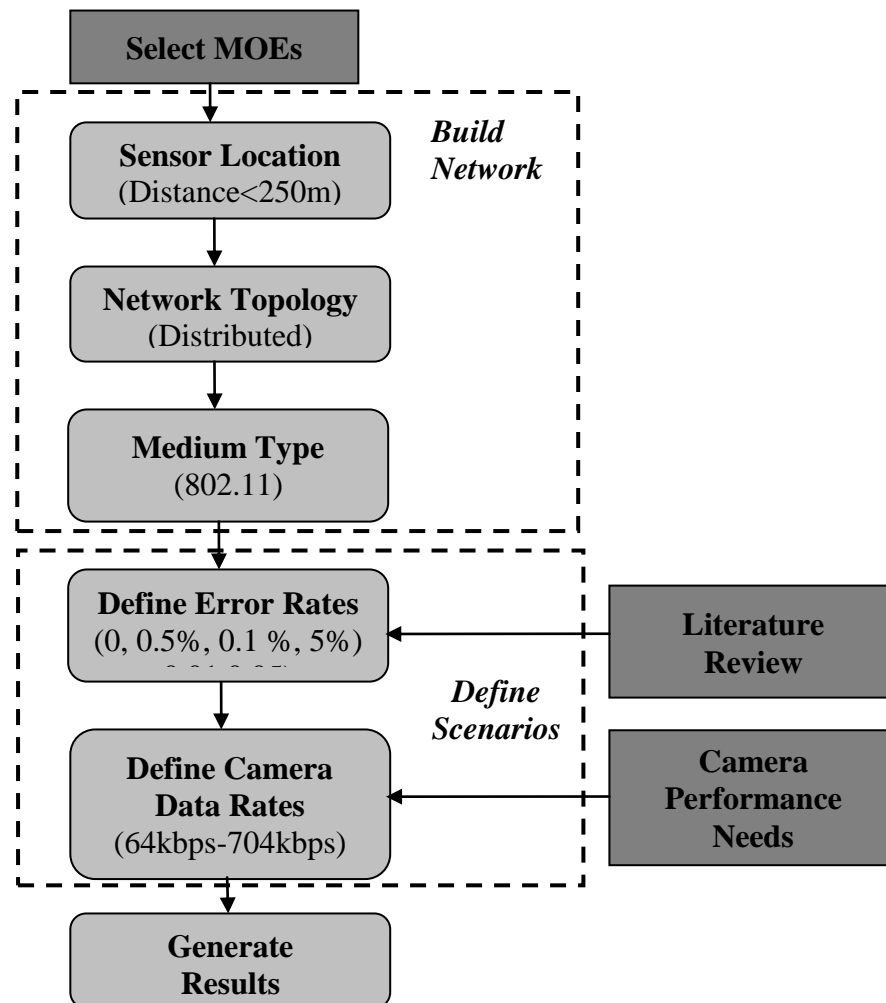 Select MOEs
Build
Network
Sensor Location
(Distance<250m)
Network Topology
(Distributed)
Medium Type
(802.11)
Define Error Rates
(0, 0.5%, 0.1 %, 5%)
Literature
Review
Define
Scenarios
Define Camera
Data Rates
(64kbps-704kbps)
Camera
Performance
Needs
Generate
Results